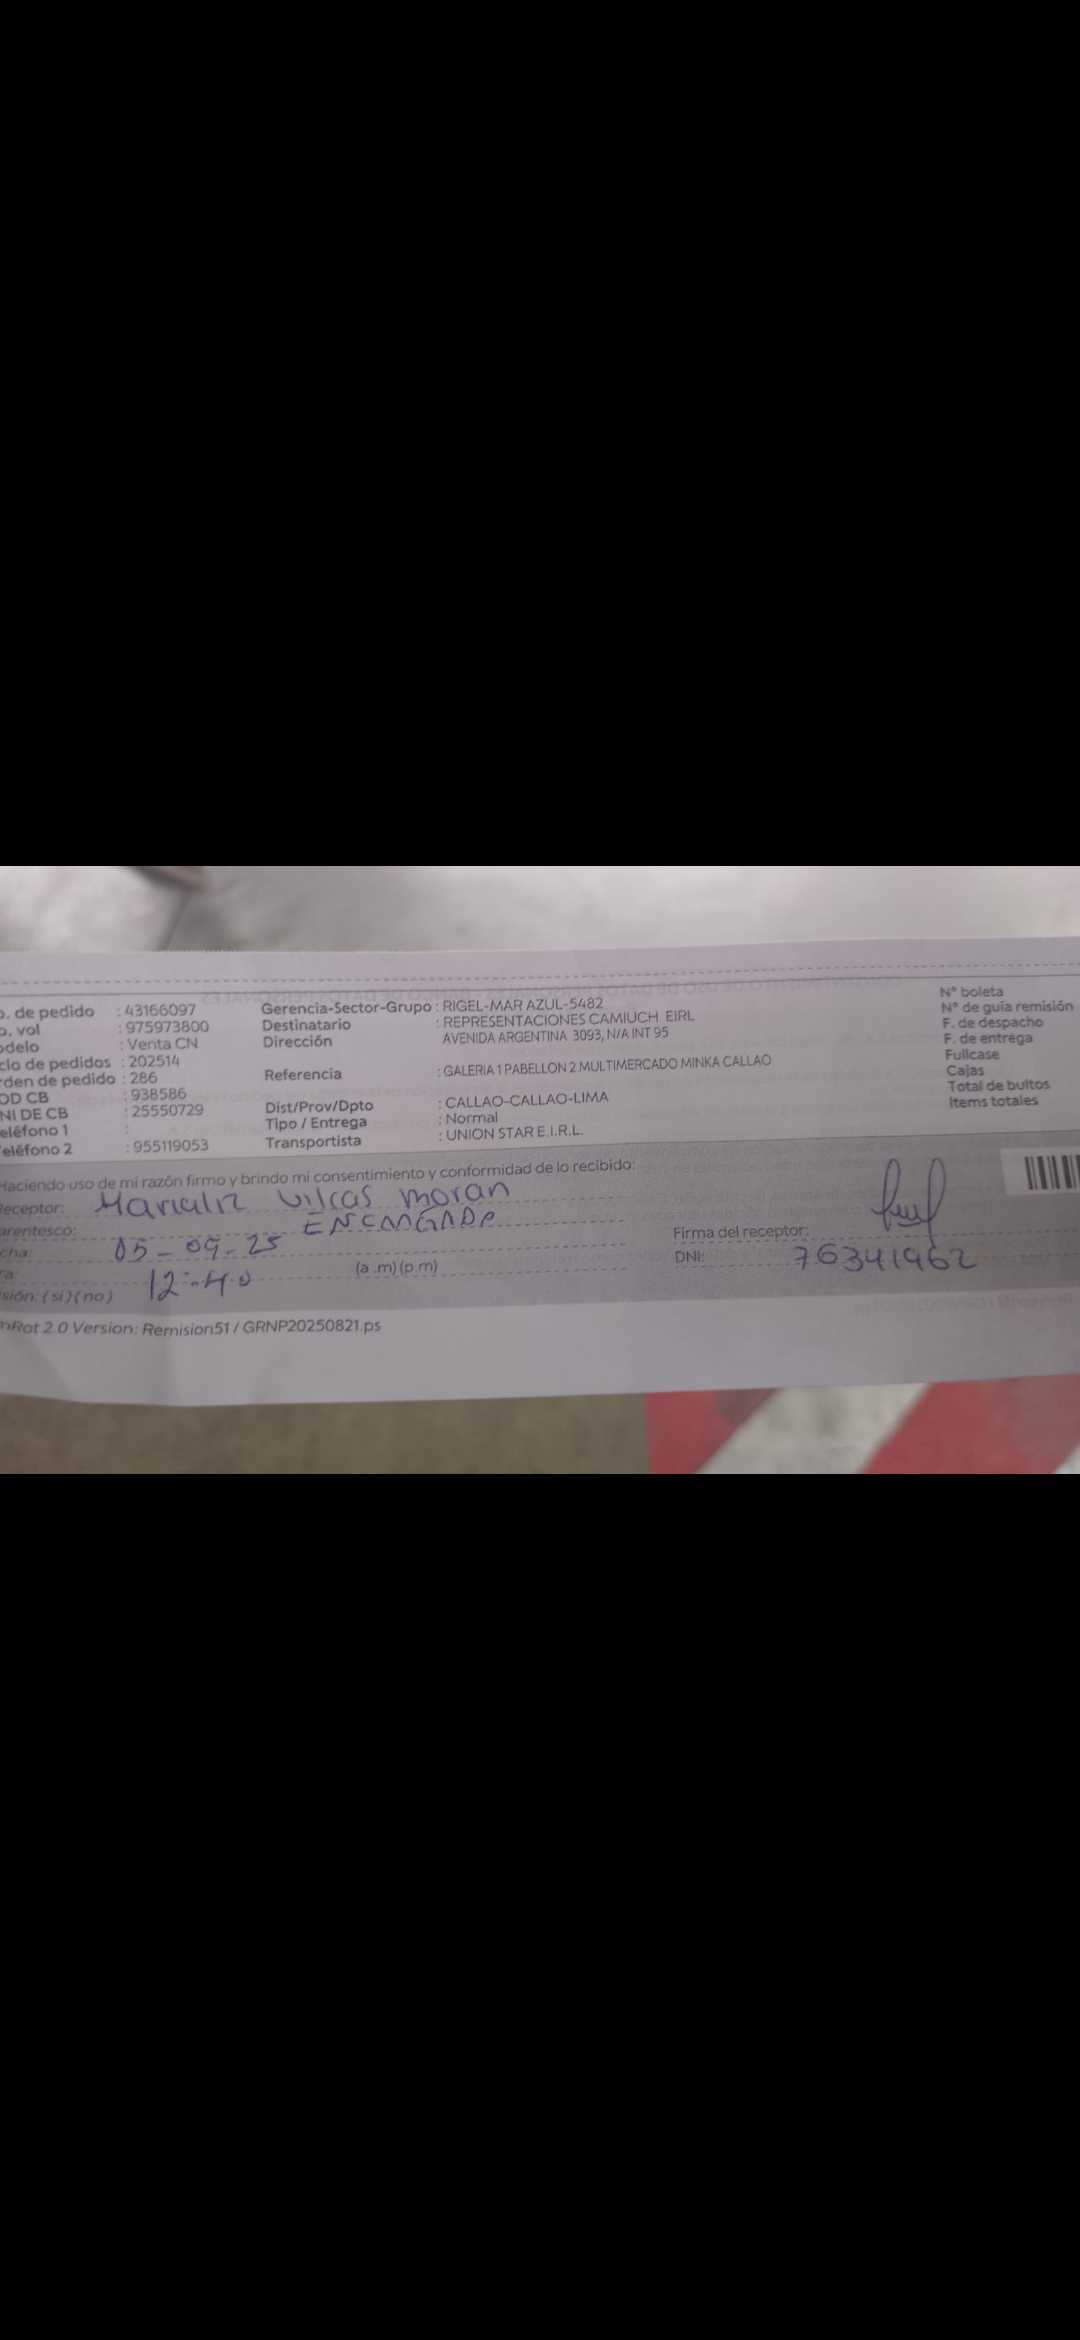 o. de pedido : 43166097 Gerencia-Sector-Grupo : RIGEL-MAR AZUL-5482 N° boleta
o. vol : 975973800 Destinatario : REPRESENTACIONES CAMIUCH EIRL N° de guía remisión
odelo : Venta CN Dirección AVENIDA ARGENTINA 3093, N/A INT 95 F. de despacho
clo de pedidos : 202514 F. de entrega
rden de pedido : 286 Referencia : GALERIA 1 PABELLON 2 MULTIMERCADO MINKA CALLAO Fullcase
OD CB : 938586 Cajas
NI DE CB : 25550729 Dist/Prov/Dpto : CALLAO-CALLAO-LIMA Total de bultos
eléfono 1 : Tipo / Entrega : Normal Items totales
eléfono 2 : 955119053 Transportista : UNION STAR E.I.R.L.
Haciendo uso de mi razón firmo y brindo mi consentimiento y conformidad de lo recibido:
Receptor: Marializ Vilcas moran
arentesco: ENCARGADA Firma del receptor:
cha: 05-09-25 DNI: 76341962
ra: 12:40 (a .m) (p.m)
sión: ( si ) ( no )
nRot 2.0 Version: Remision51 / GRNP20250821.ps